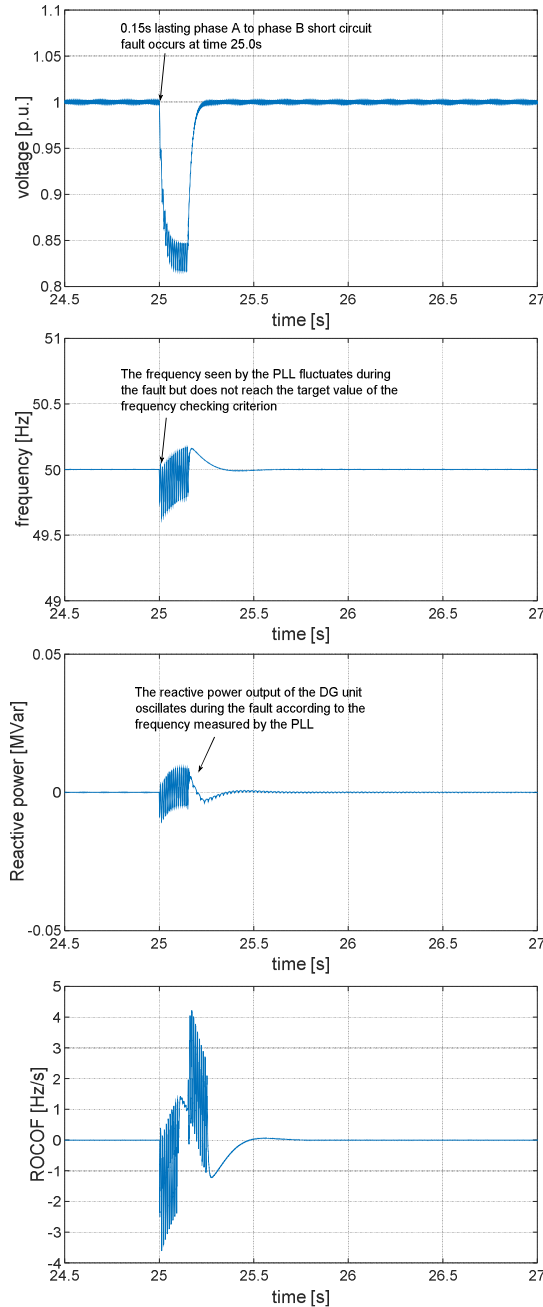 1.1
0.15s lasting phase A to phase B short circuit
fault occurs at time 25.0s
1.05
1
0.95
0.9
0.85
0.8
voltage [p.u.]
24.5 25 25.5 26 26.5 27
time [s]
51
The frequency seen by the PLL fluctuates during
the fault but does not reach the target value of the
frequency checking criterion
50.5
50
49.5
49
frequency [Hz]
24.5 25 25.5 26 26.5 27
time [s]
0.05
The reactive power output of the DG unit
oscillates during the fault according to the
frequency measured by the PLL
0
-0.05
Reactive power [MVar]
24.5 25 25.5 26 26.5 27
time [s]
5
4
3
2
1
0
-1
-2
-3
-4
ROCOF [Hz/s]
24.5 25 25.5 26 26.5 27
time [s]